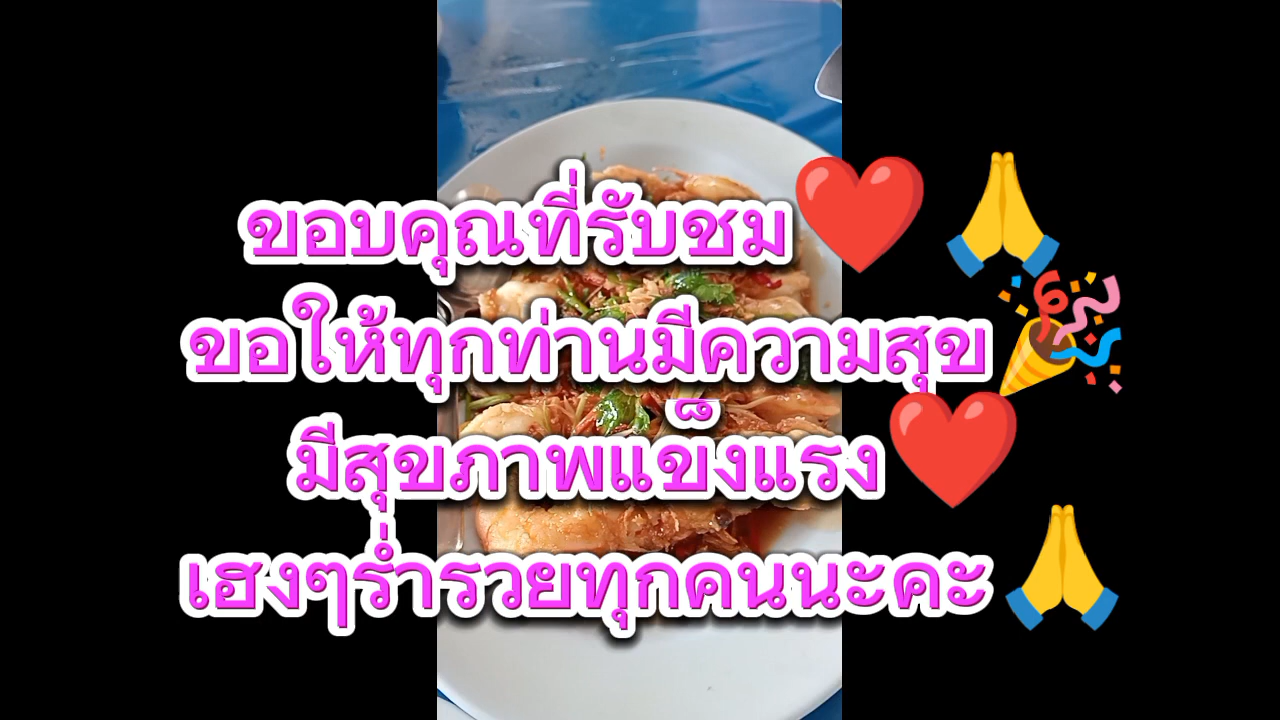 ขอบคุณที่รับชม❤️🙏
ขอให้ทุกท่านมีความสุข🎉
มีสุขภาพแข็งแรง❤️
เฮงๆร่ำรวยทุกคนนะคะ🙏